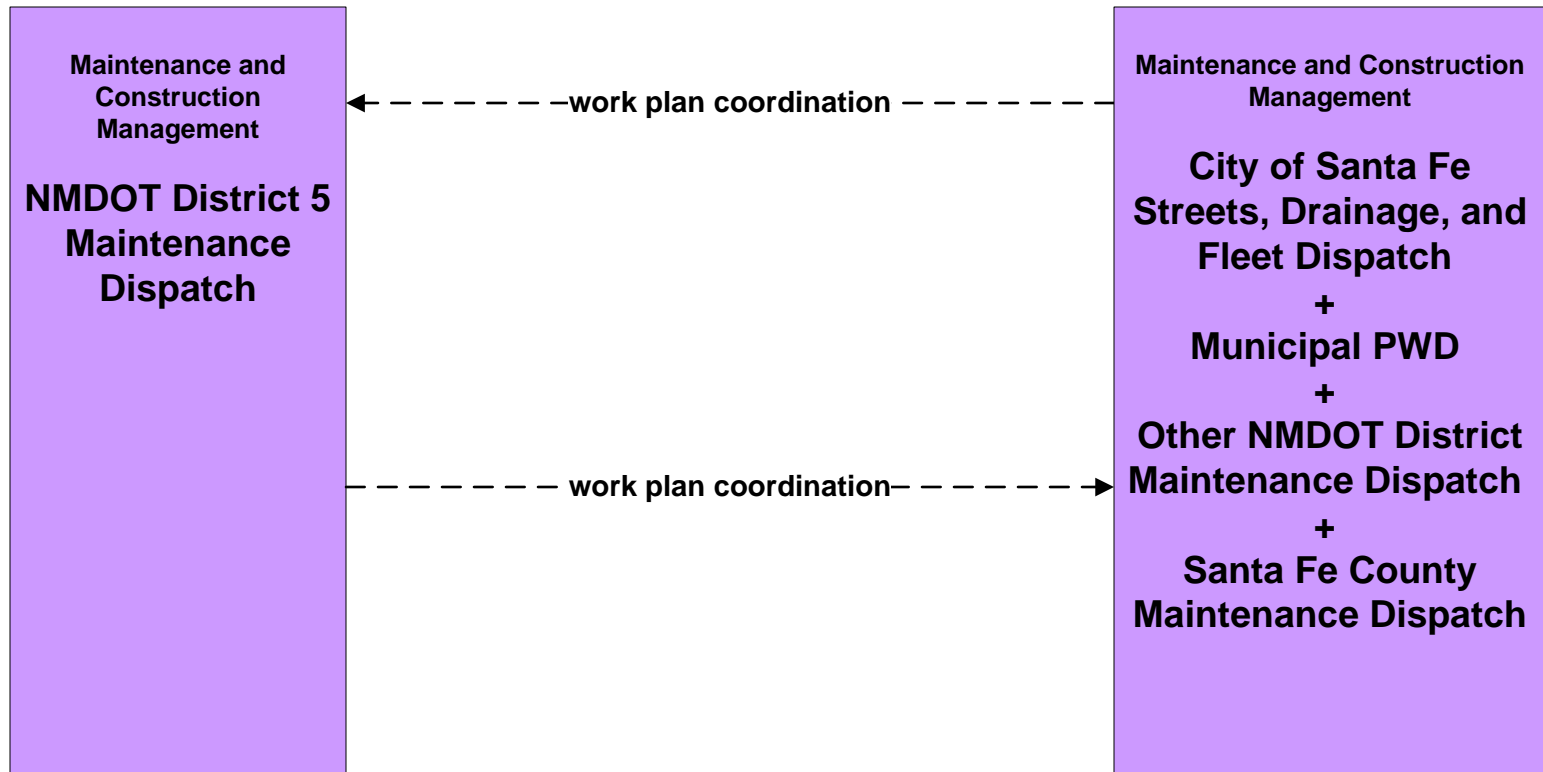 Maintenance and
Construction
Management
NMDOT District 5
Maintenance
Dispatch
work plan coordination
work plan coordination
Maintenance and Construction
Management
City of Santa Fe
Streets, Drainage, and
Fleet Dispatch
+
Municipal PWD
+
Other NMDOT District
Maintenance Dispatch
+
Santa Fe County
Maintenance Dispatch